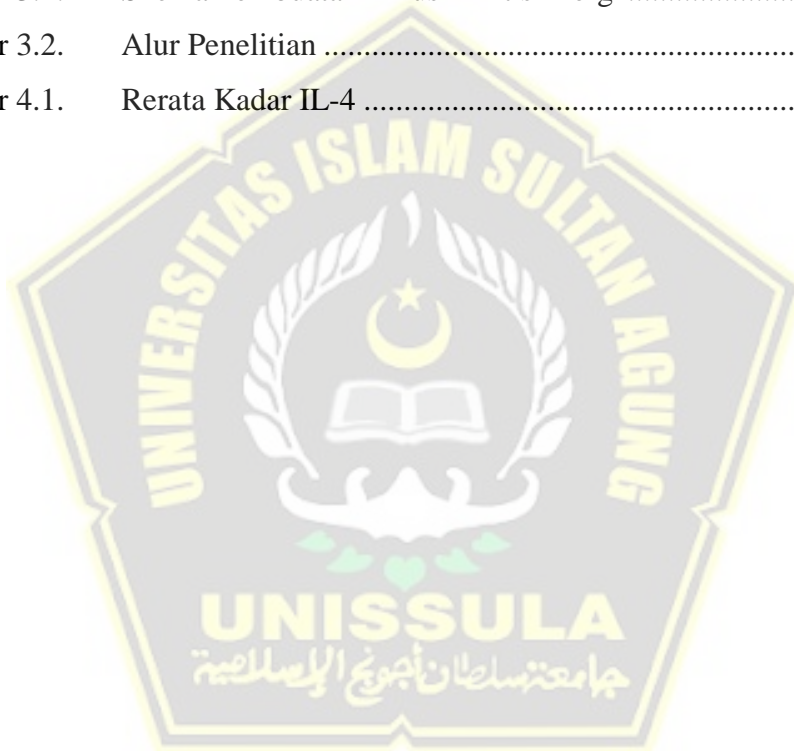 r 3.2. Alur Penelitian ..........................................................
r 4.1. Rerata Kadar IL-4 .....................................................
UNIVERSITAS ISLAM SULTAN AGUNG
UNISSULA
جامعة سلطان أجونج الإسلامية